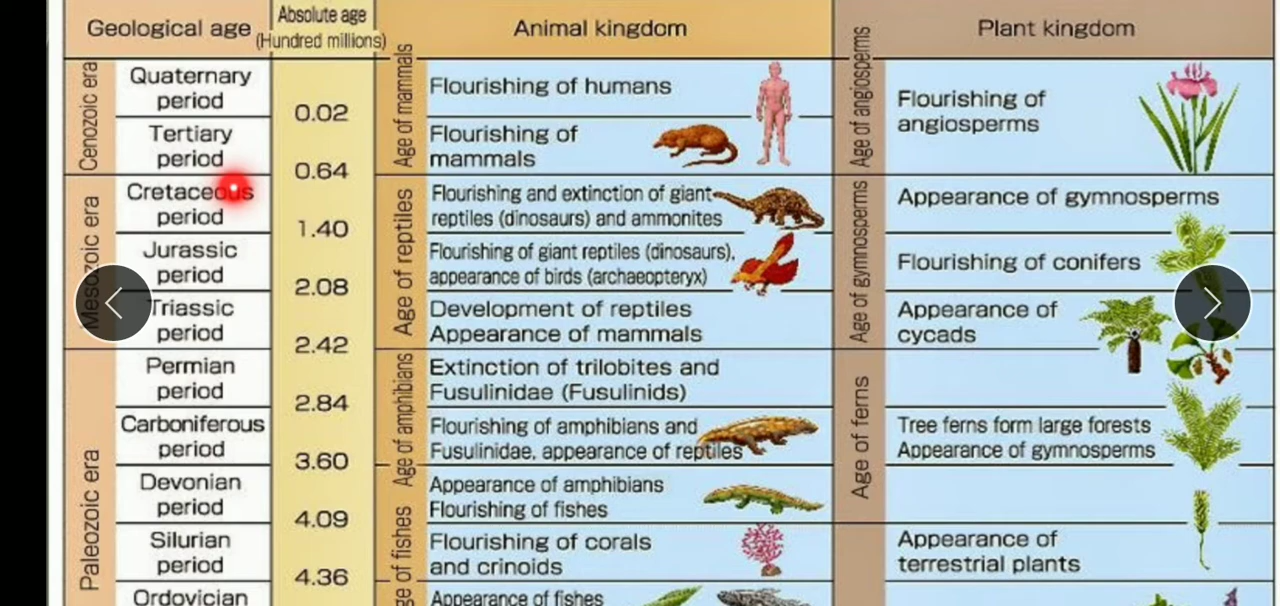 Geological age
Absolute age
(Hundred millions)
Animal kingdom
Plant kingdom
Cenozoic era
Quaternary
period
0.02
Age of mammals
Flourishing of humans
Age of angiosperms
Flourishing of
angiosperms
Tertiary
period
0.64
Flourishing of
mammals
Mesozoic era
Cretaceous
period
1.40
Age of reptiles
Flourishing and extinction of giant
reptiles (dinosaurs) and ammonites
Age of gymnosperms
Appearance of gymnosperms
Jurassic
period
2.08
Flourishing of giant reptiles (dinosaurs),
appearance of birds (archaeopteryx)
Flourishing of conifers
Triassic
period
2.42
Development of reptiles
Appearance of mammals
Appearance of
cycads
Paleozoic era
Permian
period
2.84
Age of amphibians
Extinction of trilobites and
Fusulinidae (Fusulinids)
Age of ferns
Carboniferous
period
3.60
Flourishing of amphibians and
Fusulinidae, appearance of reptiles
Tree ferns form large forests
Appearance of gymnosperms
Devonian
period
4.09
Age of fishes
Appearance of amphibians
Flourishing of fishes
Silurian
period
4.36
Flourishing of corals
and crinoids
Appearance of
terrestrial plants
Ordovician
Appearance of fishes